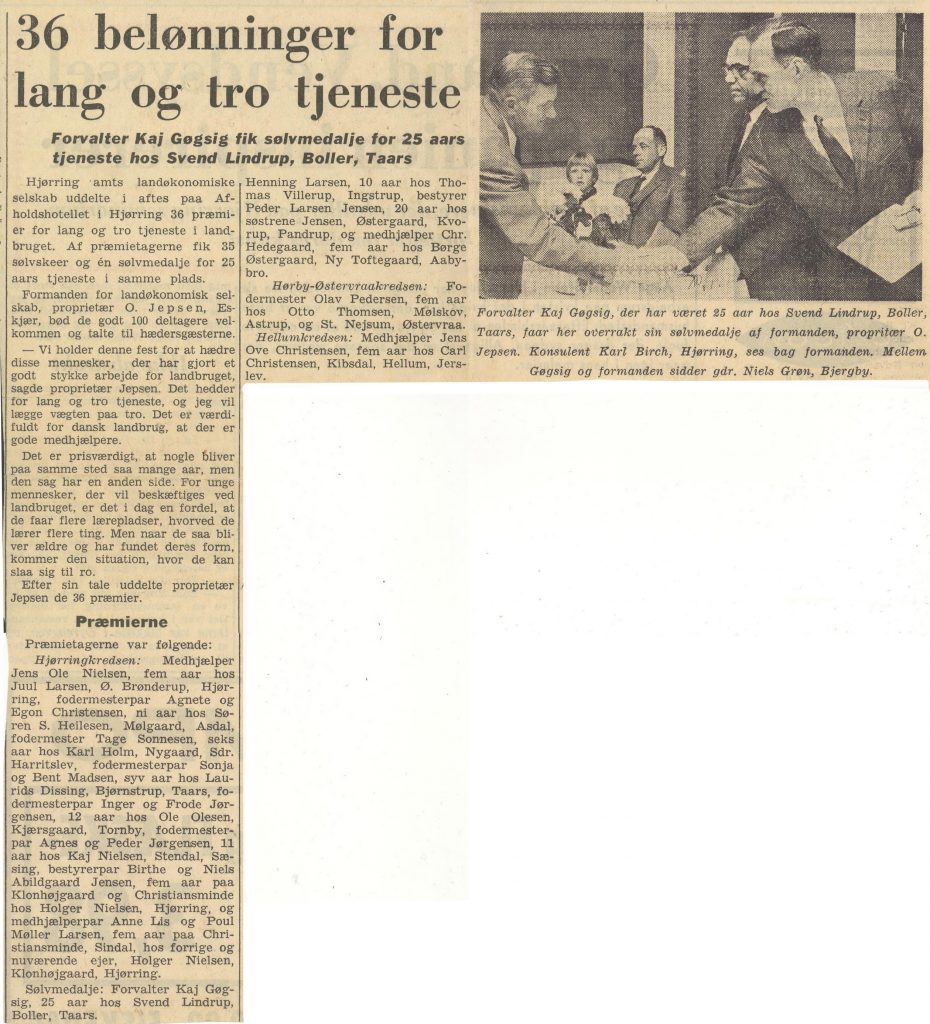 36 belønninger for
lang og tro tjeneste
Forvalter Kaj Gøgsig fik sølvmedalje for 25 aars
tjeneste hos Svend Lindrup, Boller, Taars
Hjørring amts landøkonomiske
selskab uddelte i aftes paa Af-
holdshotellet i Hjørring 36 præmi-
er for lang og tro tjeneste i land-
bruget. Af præmietagerne fik 35
sølvskeer og én sølvmedalje for 25
aars tjeneste i samme plads.
Formanden for landøkonomisk sel-
skab, proprietær O. Jepsen, Es-
kjær, bød de godt 100 deltagere vel-
kommen og talte til hædersgæsterne.
— Vi holder denne fest for at hædre
disse mennesker, der har gjort et
godt stykke arbejde for landbruget,
sagde proprietær Jepsen. Det hedder
for lang og tro tjeneste, og jeg vil
lægge vægten paa tro. Det er værdi-
fuldt for dansk landbrug, at der er
gode medhjælpere.
Det er prisværdigt, at nogle bliver
paa samme sted saa mange aar, men
den sag har en anden side. For unge
mennesker, der vil beskæftiges ved
landbruget, er det i dag en fordel, at
de faar flere lærepladser, hvorved de
lærer flere ting. Men naar de saa bli-
ver ældre og har fundet deres form,
kommer den situation, hvor de kan
slaa sig til ro.
Efter sin tale uddelte proprietær
Jepsen de 36 præmier.
Præmierne
Præmietagerne var følgende:
Hjørringkredsen: Medhjælper
Jens Ole Nielsen, fem aar hos
Juul Larsen, Ø. Brønderup, Hjør-
ring, fodermesterpar Agnete og
Egon Christensen, ni aar hos Sø-
ren S. Heilesen, Mølgaard, Asdal,
fodermester Tage Sonnesen, seks
aar hos Karl Holm, Nygaard, Sdr.
Harritslev, fodermesterpar Sonja
og Bent Madsen, syv aar hos Lau-
rids Dissing, Bjørnstrup, Taars, fo-
dermesterpar Inger og Frode Jør-
gensen, 12 aar hos Ole Olesen,
Kjærsgaard, Tornby, fodermester-
par Agnes og Peder Jørgensen, 11
aar hos Kaj Nielsen, Stendal, Sæ-
sing, bestyrerpar Birthe og Niels
Abildgaard Jensen, fem aar paa
Klonhøjgaard og Christiansminde
hos Holger Nielsen, Hjørring, og
medhjælperpar Anne Lis og Poul
Møller Larsen, fem aar paa Chri-
stiansminde, Sindal, hos forrige og
nuværende ejer, Holger Nielsen,
Klonhøjgaard, Hjørring.
Sølvmedalje: Forvalter Kaj Gøg-
sig, 25 aar hos Svend Lindrup,
Boller, Taars.
Henning Larsen, 10 aar hos Tho-
mas Villerup, Ingstrup, bestyrer
Peder Larsen Jensen, 20 aar hos
søstrene Jensen, Østergaard, Kvo-
rup, Pandrup, og medhjælper Chr.
Hedegaard, fem aar hos Børge
Østergaard, Ny Toftegaard, Aaby-
bro.
Hørby-Østervraakredsen: Fo-
dermester Olav Pedersen, fem aar
hos Otto Thomsen, Mølskov,
Astrup, og St. Nejsum, Østervraa.
Hellumkredsen: Medhjælper Jens
Ove Christensen, fem aar hos Carl
Christensen, Kibsdal, Hellum, Jers-
lev.
Forvalter Kaj Gøgsig, der har været 25 aar hos Svend Lindrup, Boller,
Taars, faar her overrakt sin sølvmedalje af formanden, propritær O.
Jepsen. Konsulent Karl Birch, Hjørring, ses bag formanden. Mellem
Gøgsig og formanden sidder gdr. Niels Grøn, Bjergby.